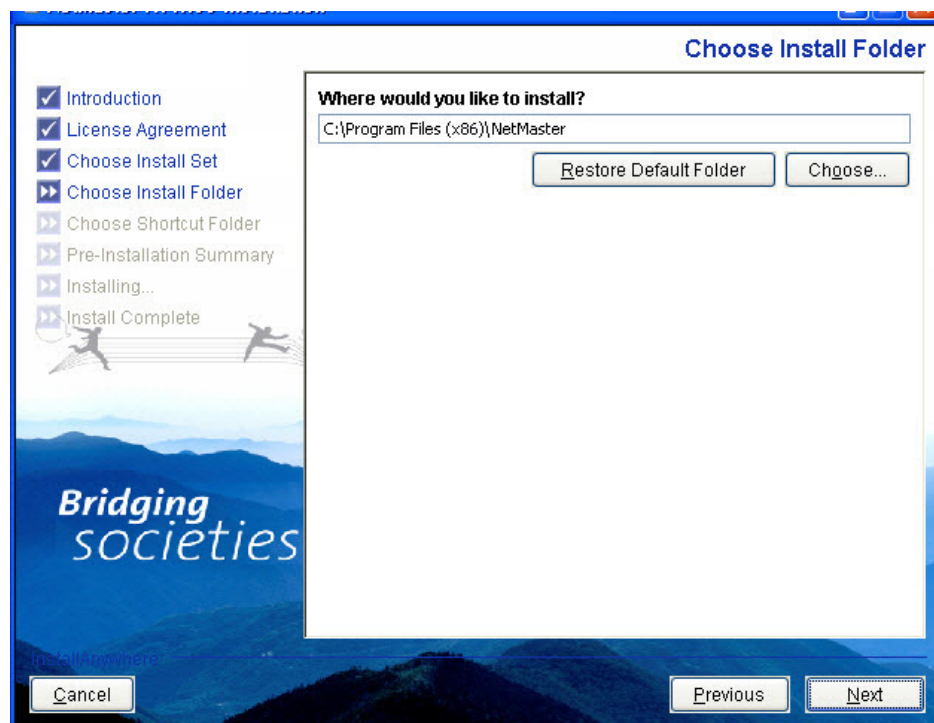 Choose Install Folder
Introduction
License Agreement
Choose Install Set
Choose Install Folder
Choose Shortcut Folder
Pre-Installation Summary
Installing...
Install Complete
Where would you like to install?
C:\Program Files (x86)\NetMaster
Restore Default Folder
Choose...
Bridging
societies
InstallAnywhere
Cancel
Previous
Next